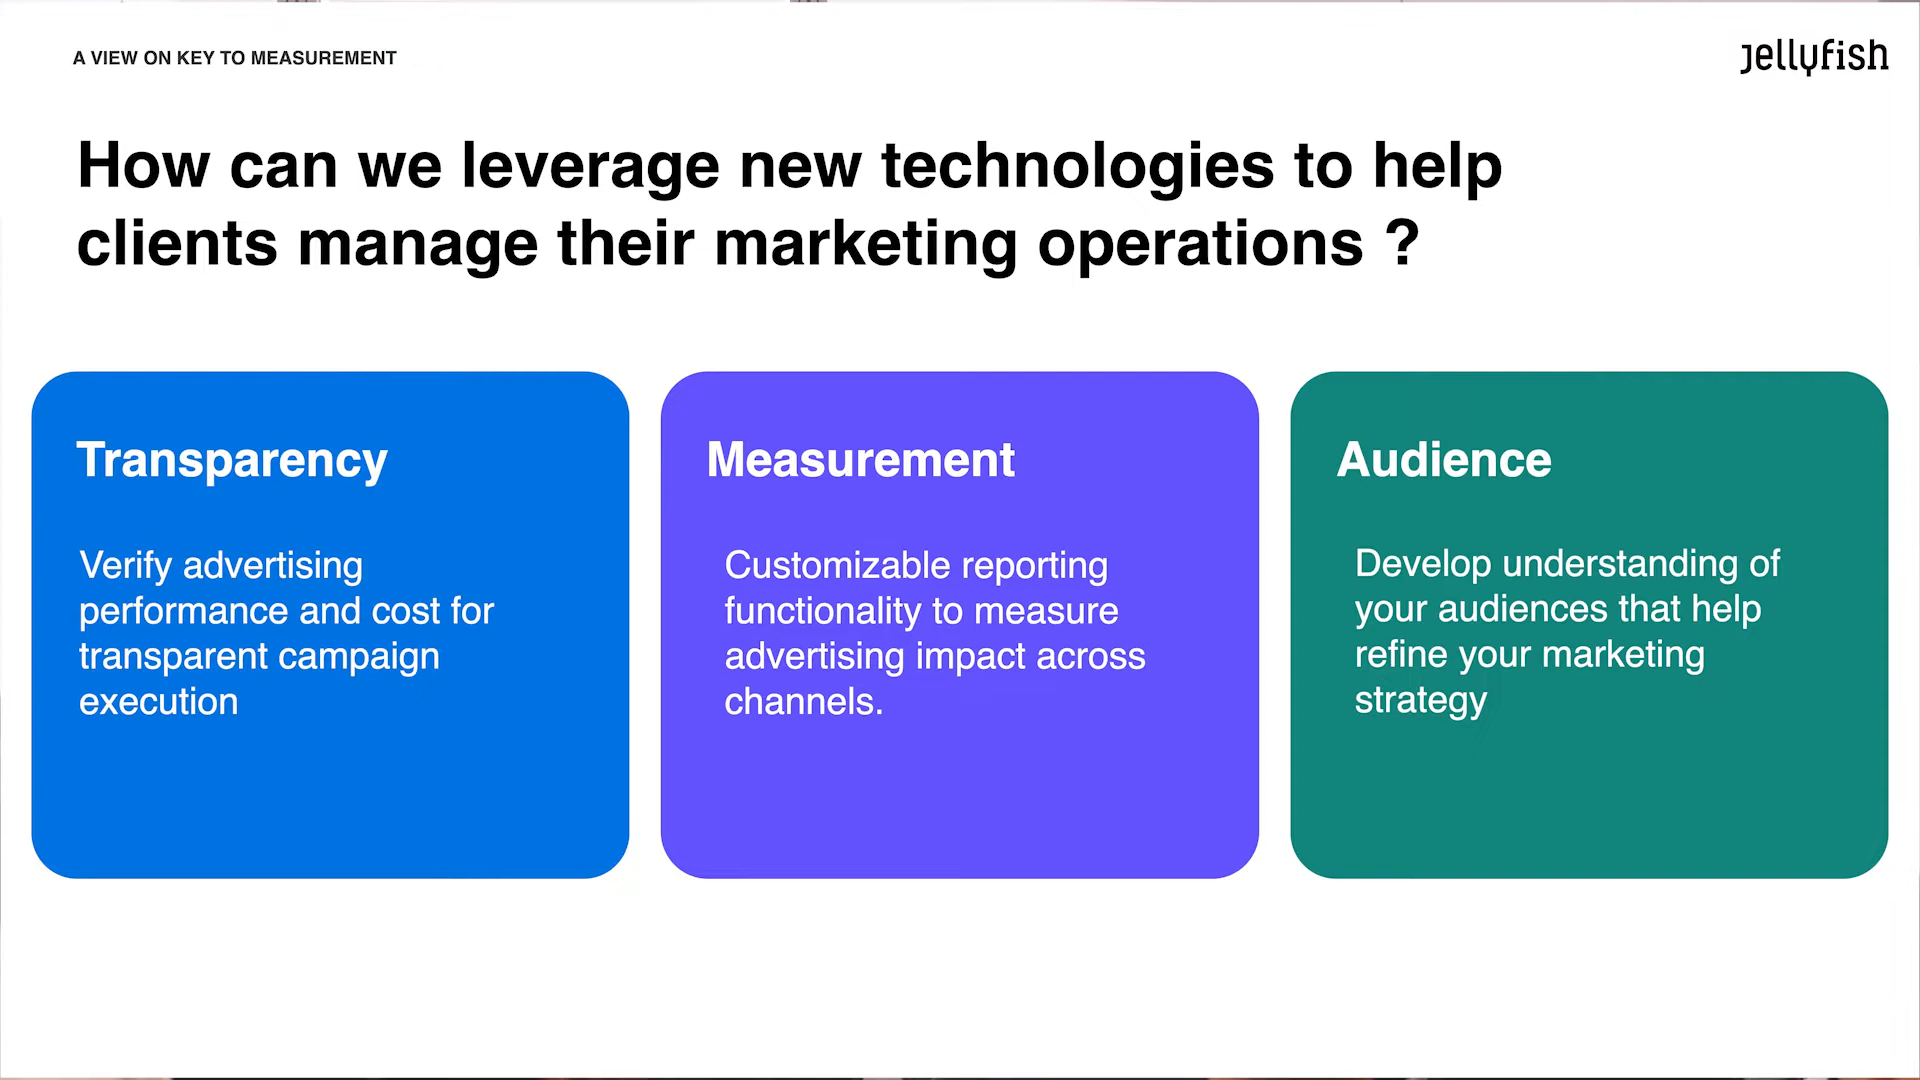 A VIEW ON KEY TO MEASUREMENT
jellyfish
How can we leverage new technologies to help
clients manage their marketing operations ?
Transparency
Verify advertising
performance and cost for
transparent campaign
execution
Measurement
Customizable reporting
functionality to measure
advertising impact across
channels.
Audience
Develop understanding of
your audiences that help
refine your marketing
strategy